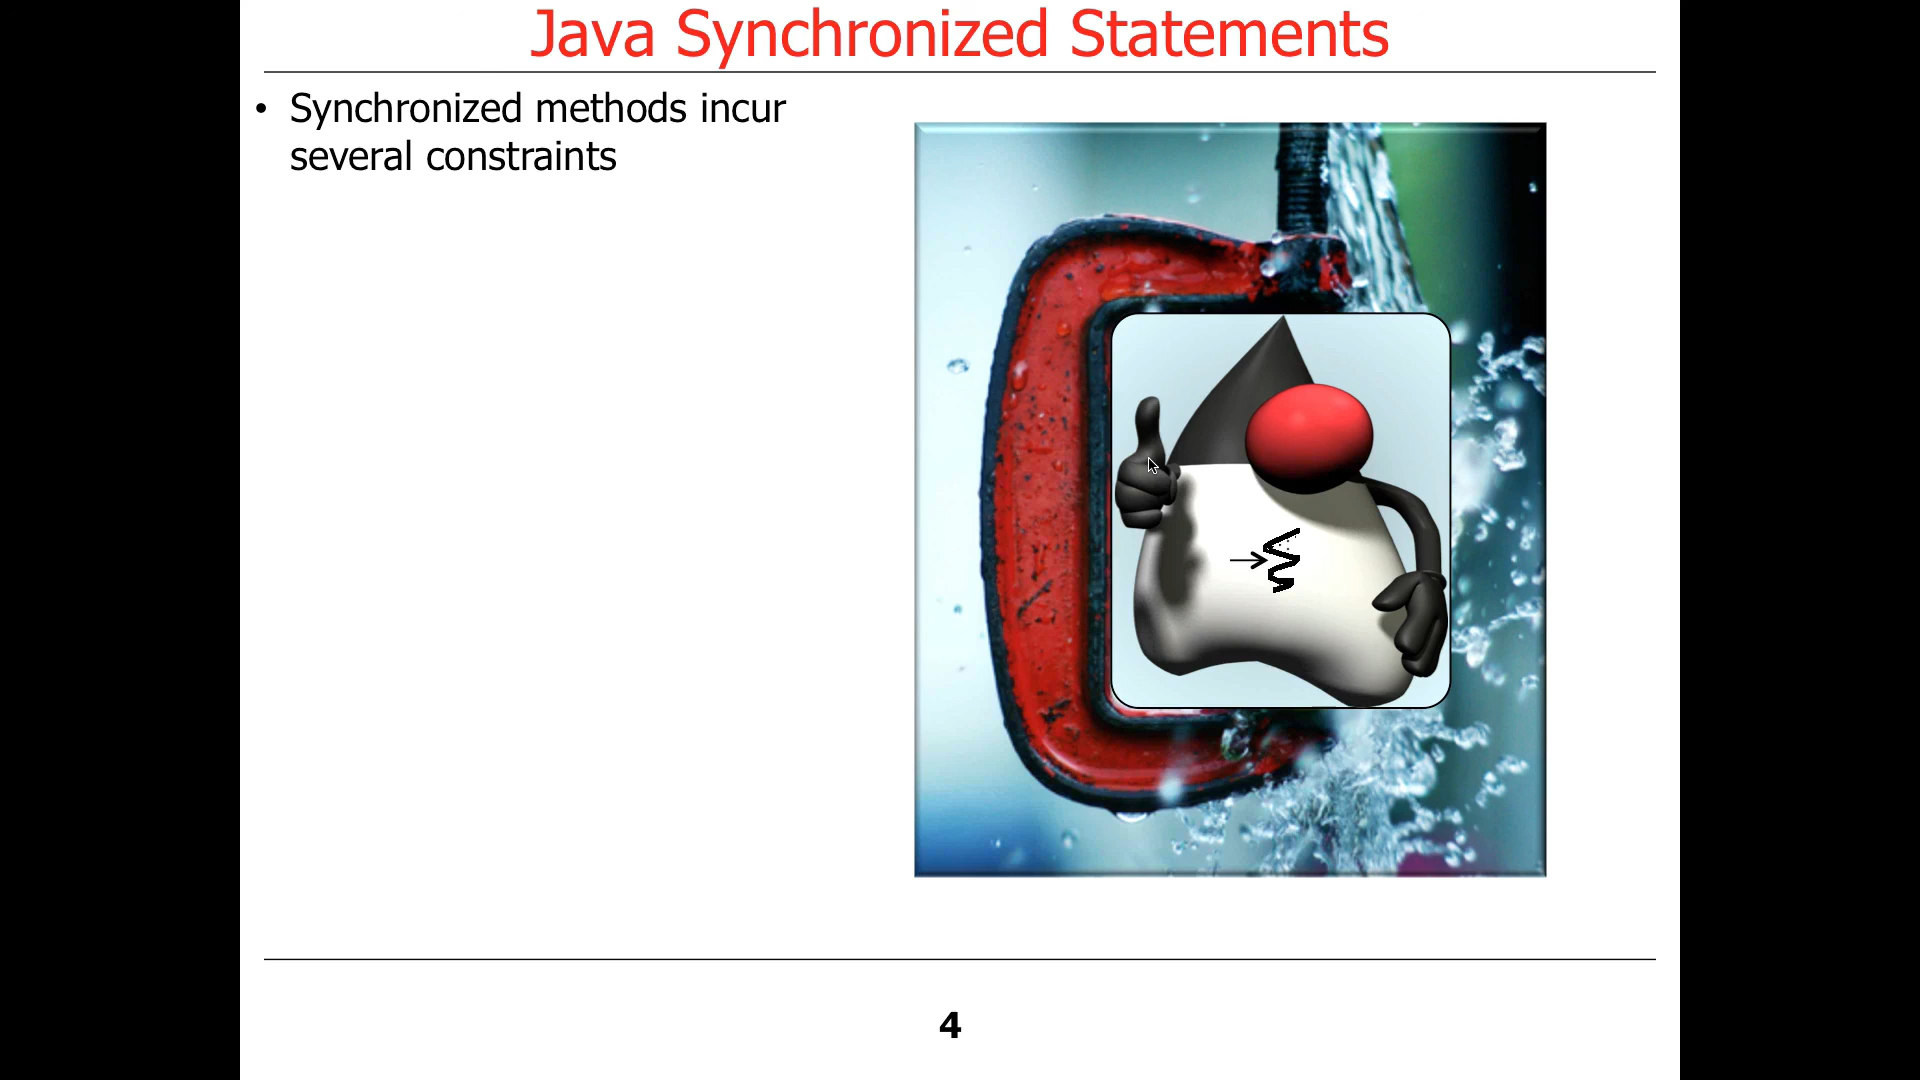 Java Synchronized Statements
• Synchronized methods incur
several constraints
4